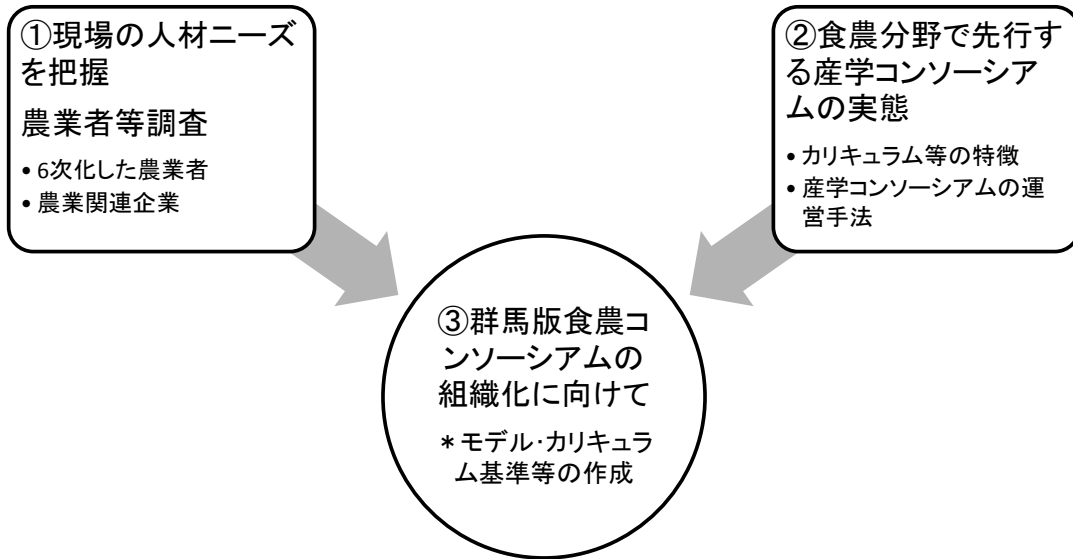 ①現場の人材ニーズ
を把握
農業者等調査
• 6次化した農業者
• 農業関連企業
②食農分野で先行す
る産学コンソーシア
ムの実態
• カリキュラム等の特徴
• 産学コンソーシアムの運
営手法
③群馬版食農コ
ンソーシアムの
組織化に向けて
＊モデル・カリキュラ
ム基準等の作成